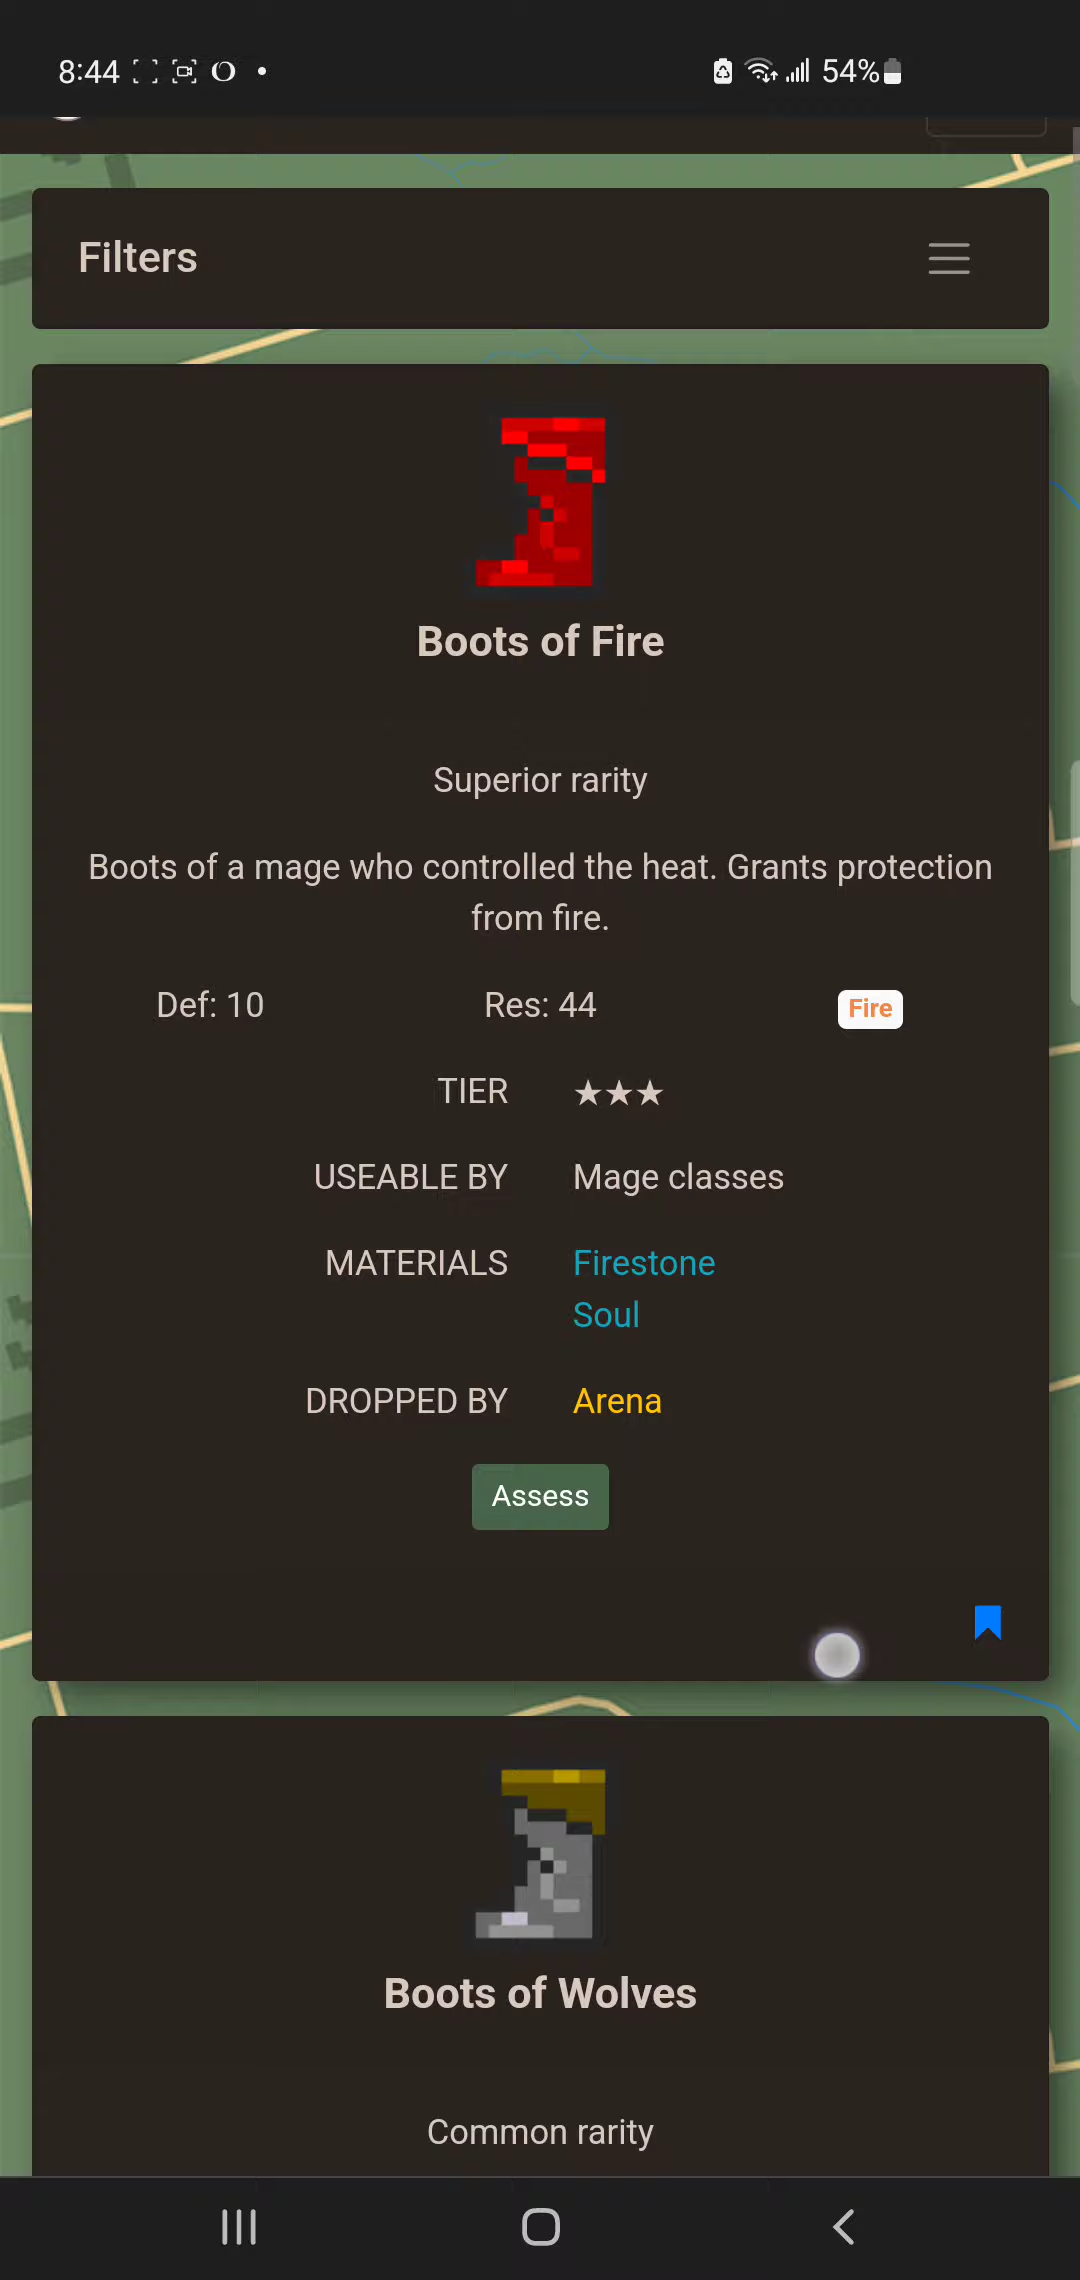 8:44
54%
Filters
Boots of Fire
Superior rarity
Boots of a mage who controlled the heat. Grants protection
from fire.
Def: 10 Res: 44 Fire
TIER ★★★
USEABLE BY Mage classes
MATERIALS Firestone
Soul
DROPPED BY Arena
Assess
Boots of Wolves
Common rarity